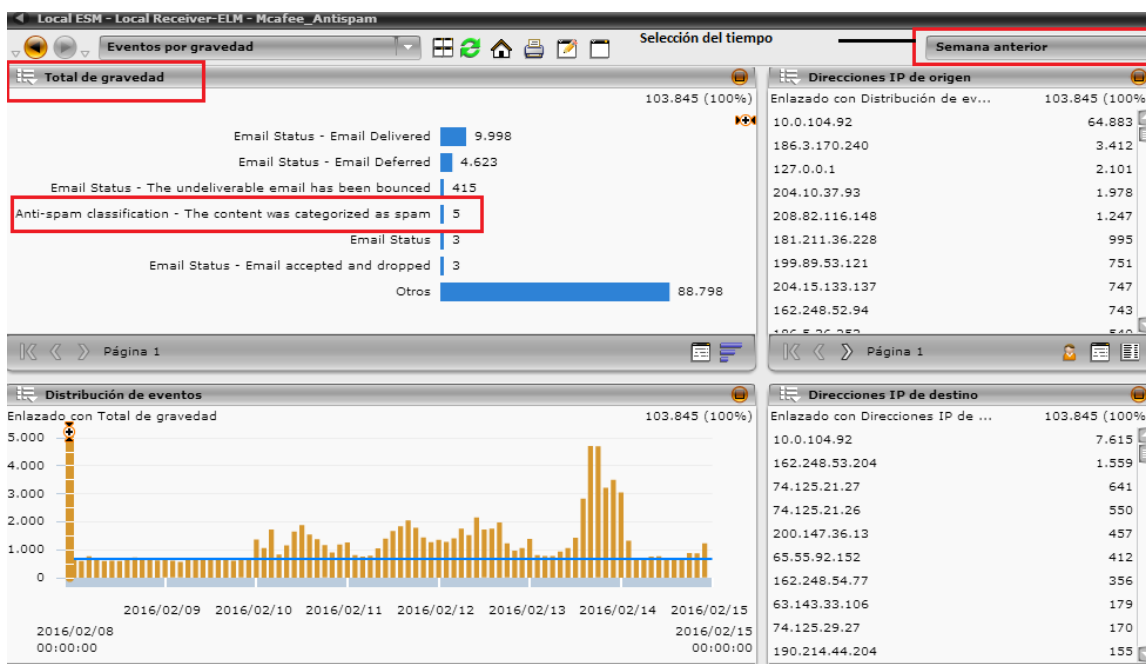 Local ESM - Local Receiver-ELM - Mcafee_Antispam
Eventos por gravedad
Selección del tiempo
Semana anterior
Total de gravedad
103.845 (100%)
Email Status - Email Delivered 9.998
Email Status - Email Deferred 4.623
Email Status - The undeliverable email has been bounced 415
Anti-spam classification - The content was categorized as spam 5
Email Status 3
Email Status - Email accepted and dropped 3
Otros 88.798
Página 1
Direcciones IP de origen
Enlazado con Distribución de ev... 103.845 (100%
10.0.104.92 64.883
186.3.170.240 3.412
127.0.0.1 2.101
204.10.37.93 1.978
208.82.116.148 1.247
181.211.36.228 995
199.89.53.121 751
204.15.133.137 747
162.248.52.94 743
Página 1
Distribución de eventos
Enlazado con Total de gravedad 103.845 (100%)
5.000
4.000
3.000
2.000
1.000
0
2016/02/09 2016/02/10 2016/02/11 2016/02/12 2016/02/13 2016/02/14 2016/02/15
2016/02/08 2016/02/15
00:00:00 00:00:00
Direcciones IP de destino
Enlazado con Direcciones IP de ... 103.845 (100%
10.0.104.92 7.615
162.248.53.204 1.559
74.125.21.27 641
74.125.21.26 550
200.147.36.13 457
65.55.92.152 412
162.248.54.77 356
63.143.33.106 179
74.125.29.27 170
190.214.44.204 155